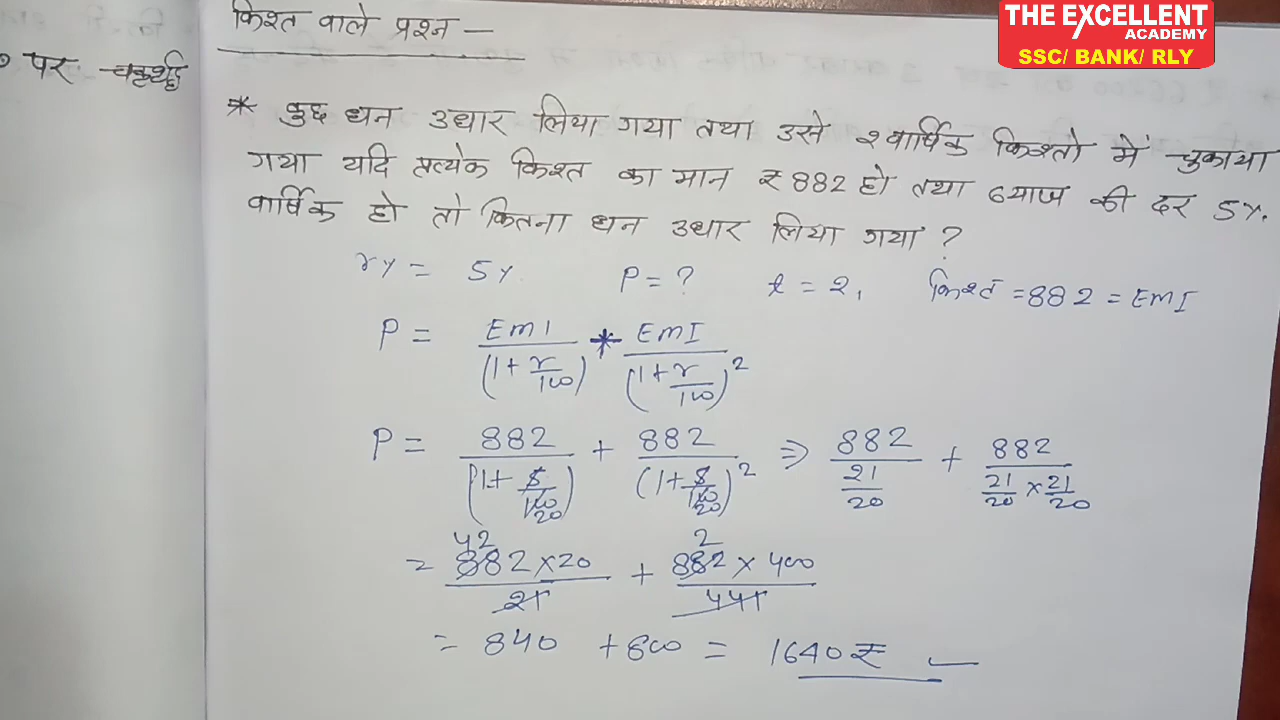 THE EXCELLENT
ACADEMY
SSC/ BANK/ RLY
किश्त वाले प्रश्न —
पर
* कुछ धन उधार लिया गया तथा उसे 2 वार्षिक किश्तो में चुकाया
गया यदि प्रत्येक किश्त का मान ₹ 882 हो तथा ब्याज की दर 5%.
वार्षिक हो तो कितना धन उधार लिया गया ?
r% = 5% P = ? t = 2, किश्त = 882 = EMI
P = EMI/(1+r/100) * EMI/(1+r/100)²
P = 882/(1+5/100 20) + 882/(1+5/100 20)² ⇒ 882/(21/20) + 882/(21/20 × 21/20)
42 2
= 882×20/21 + 882×400/441
= 840 + 800 = 1640 ₹ —